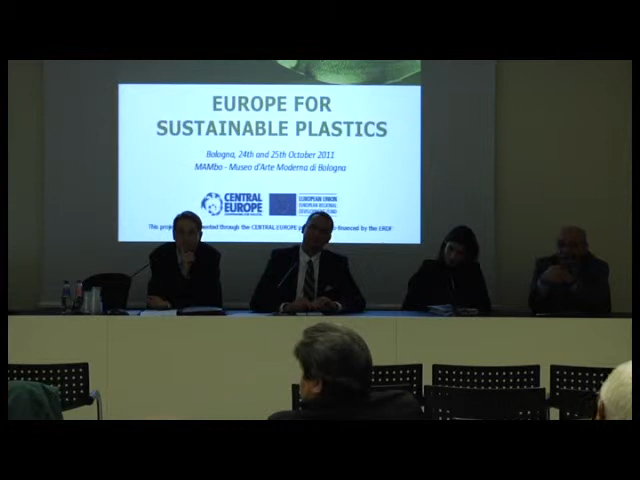 EUROPE FOR
SUSTAINABLE PLASTICS
Bologna, 24th and 25th October 2011
MAMbo - Museo d'Arte Moderna di Bologna
CENTRAL
EUROPE
EUROPEAN UNION
EUROPEAN REGIONAL
DEVELOPMENT FUND
This through the CENTRAL EUROPE financed by the ERDF